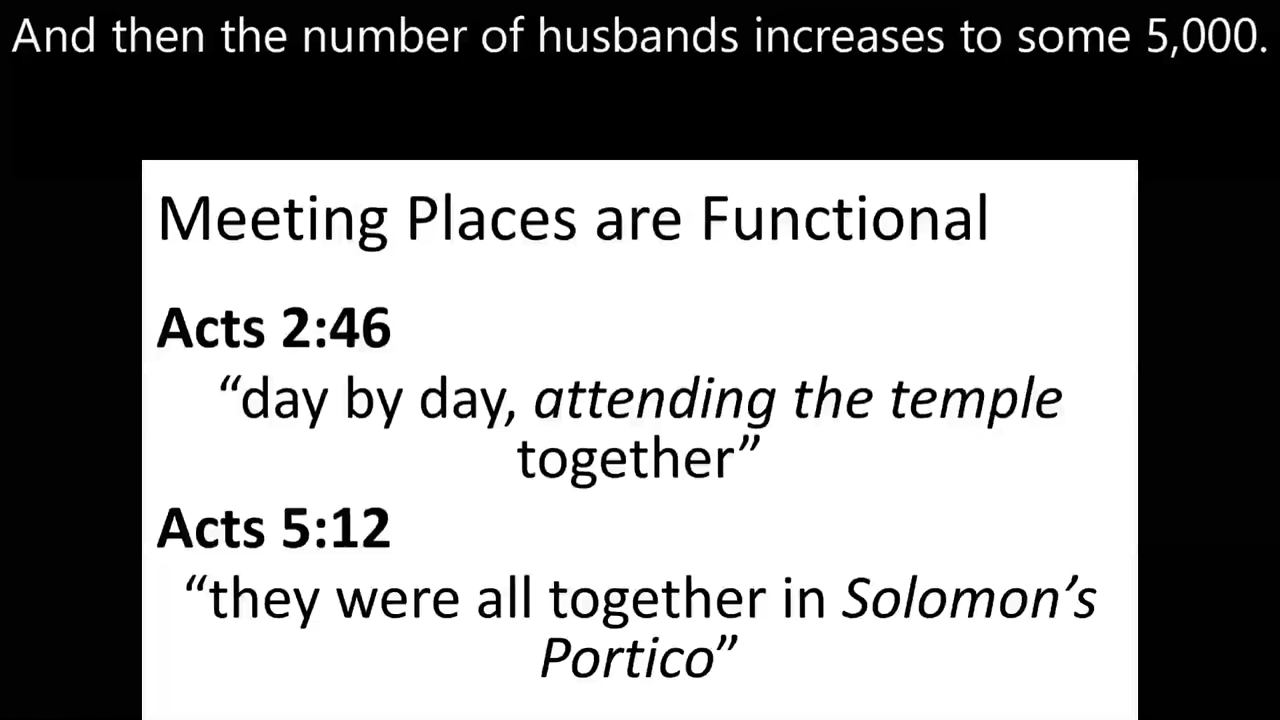 And then the number of husbands increases to some 5,000.
Meeting Places are Functional
Acts 2:46
“day by day, attending the temple
together”
Acts 5:12
“they were all together in Solomon’s
Portico”